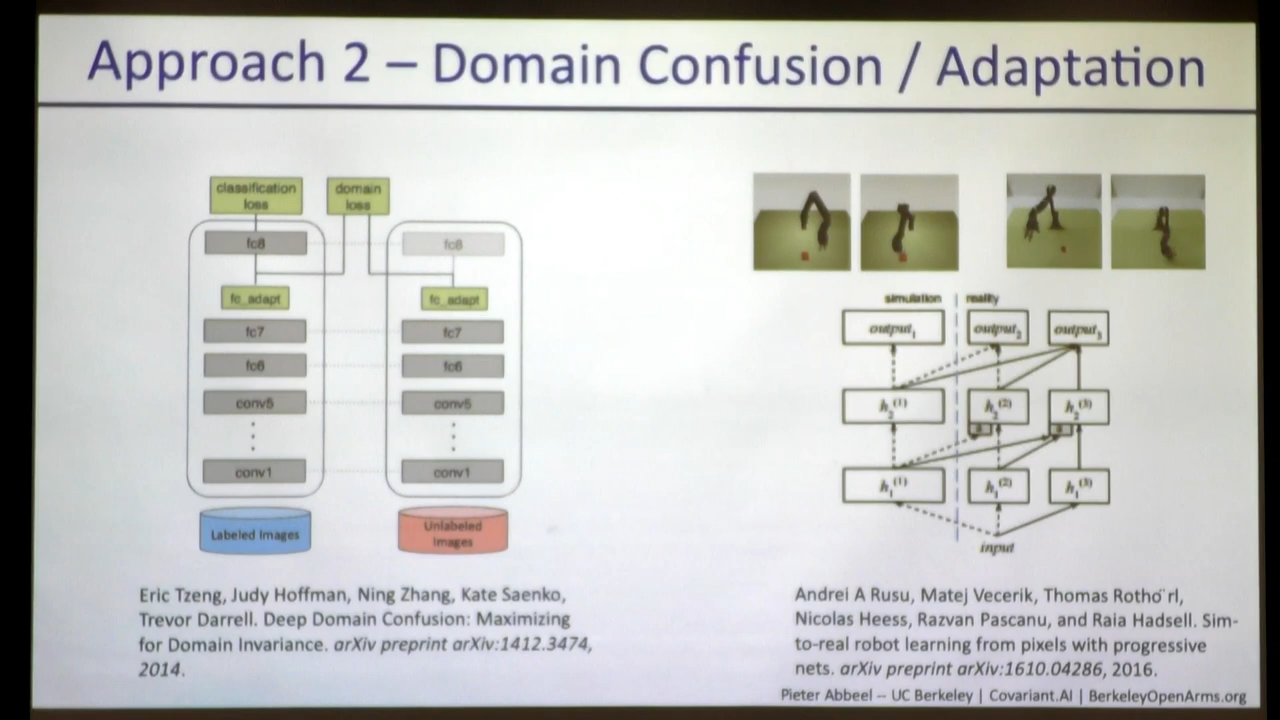 Approach 2 – Domain Confusion / Adaptation
classification
loss
domain
loss
fc8
fc8
fc_adapt
fc_adapt
fc7
fc7
fc6
fc6
conv5
conv5
conv1
conv1
Labeled Images
Unlabeled
Images
Eric Tzeng, Judy Hoffman, Ning Zhang, Kate Saenko,
Trevor Darrell. Deep Domain Confusion: Maximizing
for Domain Invariance. arXiv preprint arXiv:1412.3474,
2014.
simulation
reality
output₁
output₂
output₃
h₂⁽¹⁾
h₂⁽²⁾
h₂⁽³⁾
a
a
h₁⁽¹⁾
h₁⁽²⁾
h₁⁽³⁾
input
Andrei A Rusu, Matej Vecerik, Thomas Rotho ̈rl,
Nicolas Heess, Razvan Pascanu, and Raia Hadsell. Sim-
to-real robot learning from pixels with progressive
nets. arXiv preprint arXiv:1610.04286, 2016.
Pieter Abbeel – UC Berkeley | Covariant.AI | BerkeleyOpenArms.org